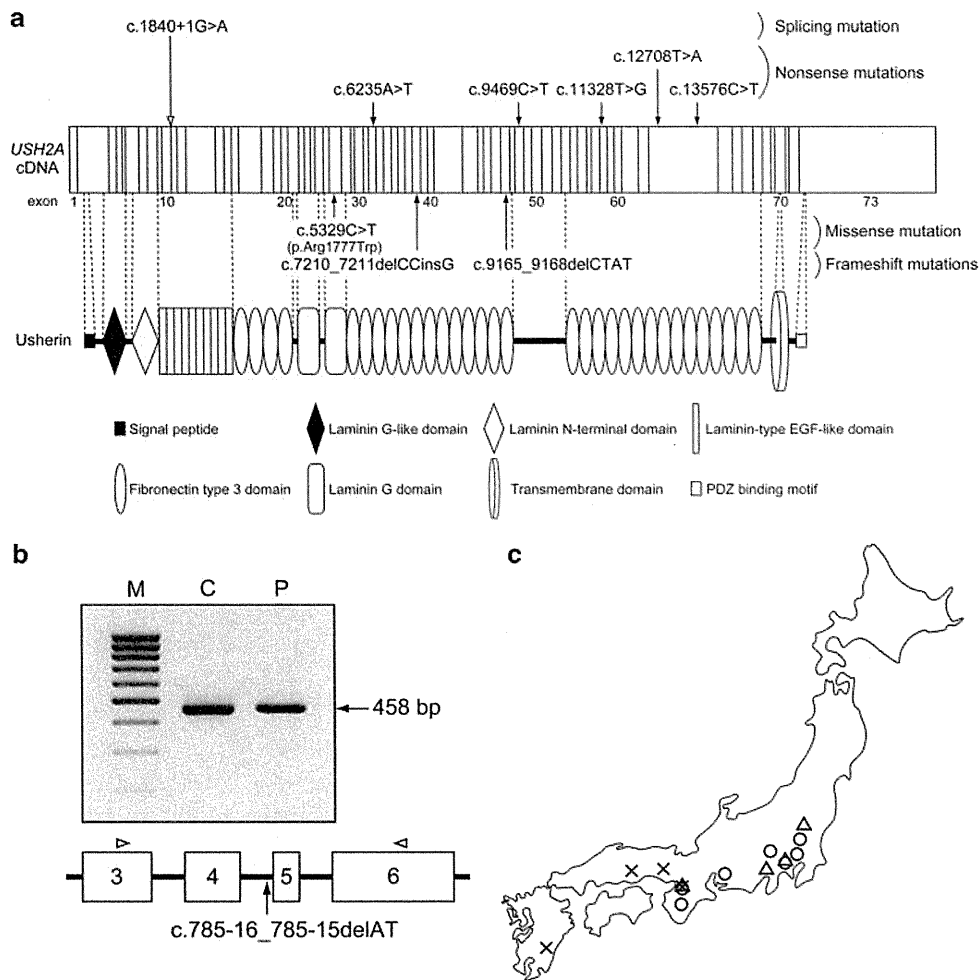 a
c.1840+1G>A
Splicing mutation
c.12708T>A
Nonsense mutations
c.6235A>T
c.9469C>T
c.11328T>G
c.13576C>T
USH2A
cDNA
exon
1
10
20
30
40
50
60
70
73
c.5329C>T
(p.Arg1777Trp)
Missense mutation
c.7210_7211delCCinsG
c.9165_9168delCTAT
Frameshift mutations
Usherin
Signal peptide
Laminin G-like domain
Laminin N-terminal domain
Laminin-type EGF-like domain
Fibronectin type 3 domain
Laminin G domain
Transmembrane domain
PDZ binding motif
b
M
C
P
458 bp
3
4
5
6
c.785-16_785-15delAT
c